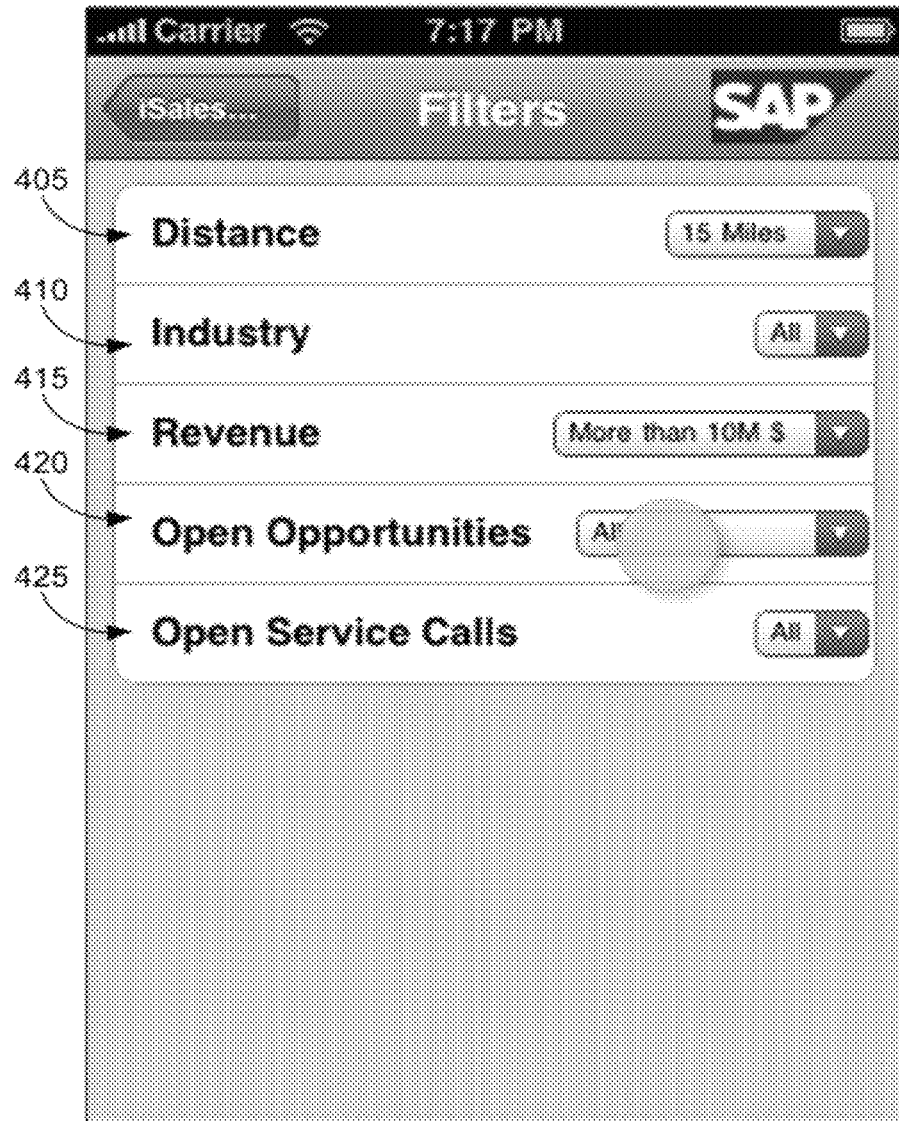 Carrier 7:17 PM
iSales... Filters SAP
405
Distance 15 Miles
410
Industry All
415
Revenue More than 10M $
420
Open Opportunities All
425
Open Service Calls All